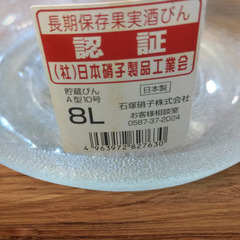 長期保存果実酒びん
認証
(社)日本硝子製品工業会
貯蔵びん
A型10号
日本製
8L
石塚硝子株式会社
お客様相談室
0587-37-2024
4963972827630